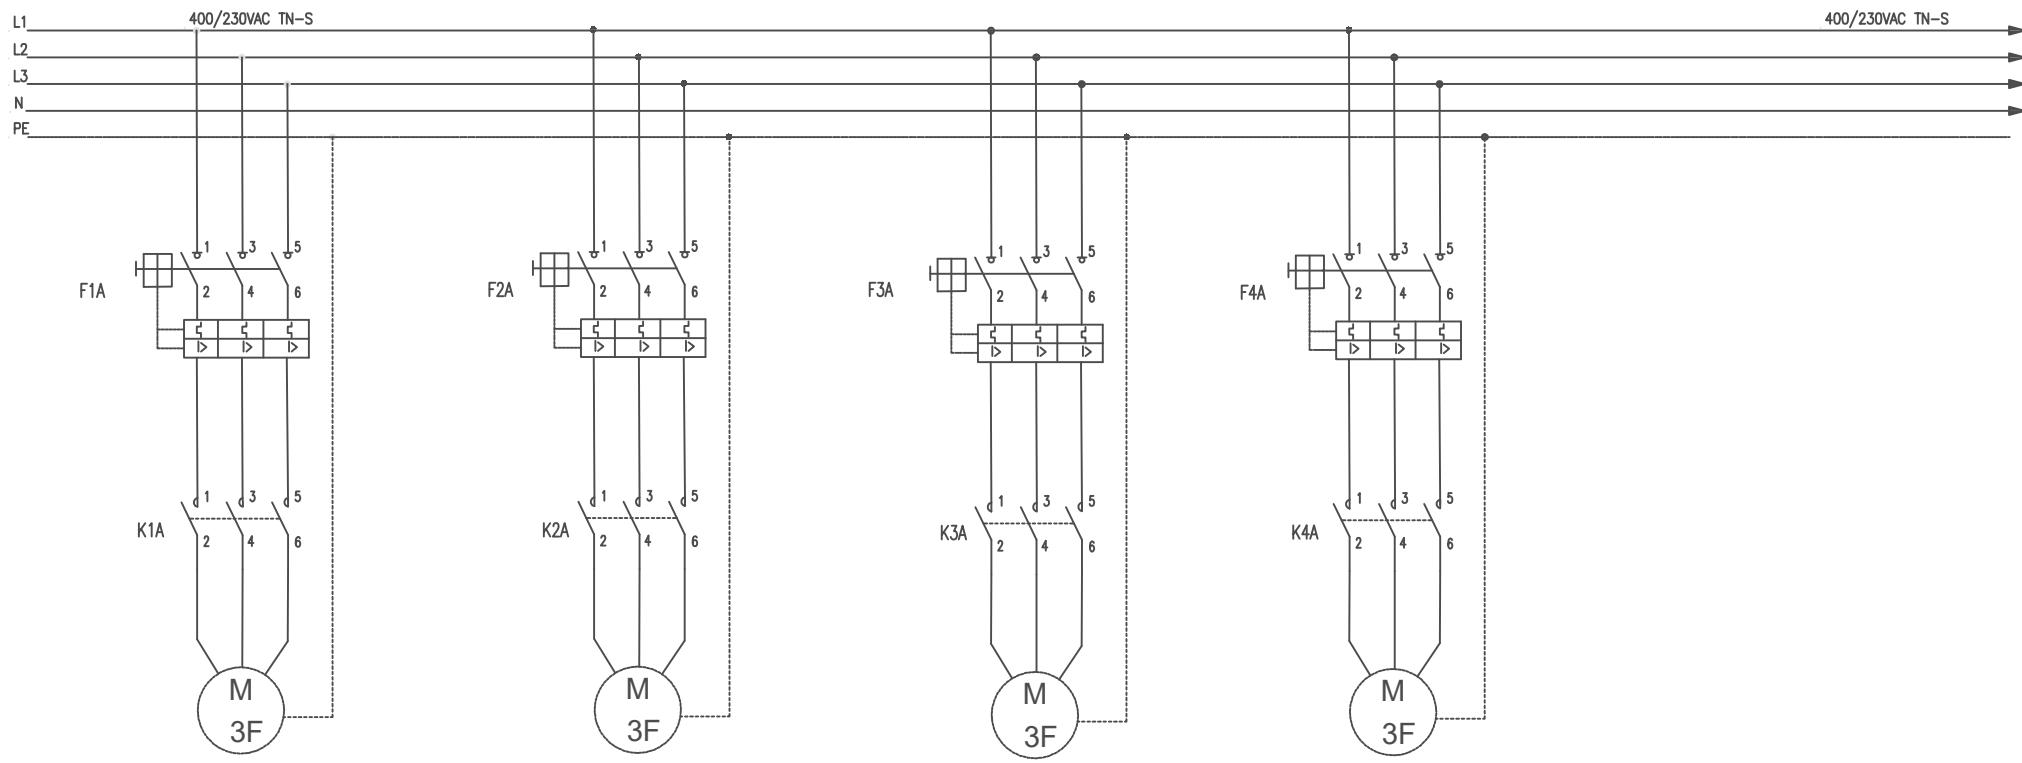 L1 400/230VAC TN-S 400/230VAC TN-S
L2
L3
N
PE
1 3 5 1 3 5 1 3 5 1 3 5
F1A 2 4 6 F2A 2 4 6 F3A 2 4 6 F4A 2 4 6
I> I> I> I> I> I> I> I> I> I> I> I>
1 3 5 1 3 5 1 3 5 1 3 5
K1A 2 4 6 K2A 2 4 6 K3A 2 4 6 K4A 2 4 6
M M M M
3F 3F 3F 3F